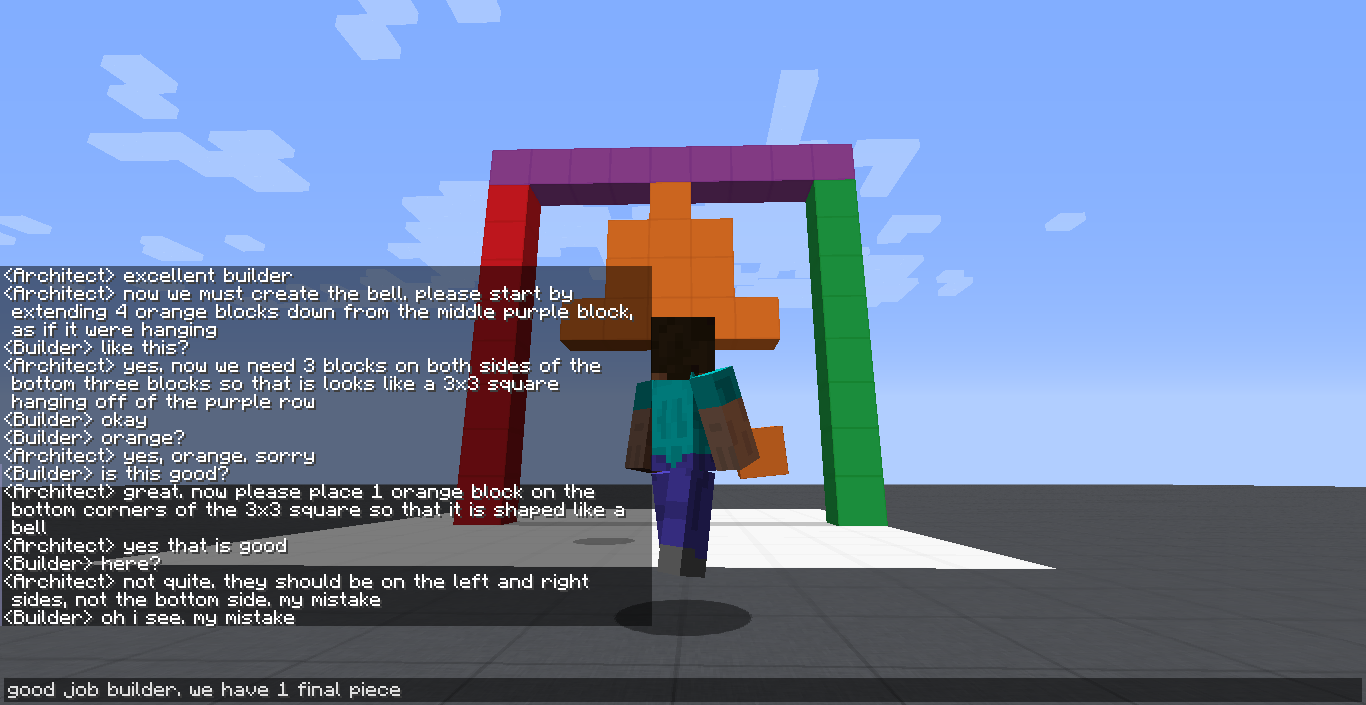 <Architect> excellent builder
<Architect> now we must create the bell. please start by
extending 4 orange blocks down from the middle purple block,
as if it were hanging
<Builder> like this?
<Architect> yes. now we need 3 blocks on both sides of the
bottom three blocks so that is looks like a 3x3 square
hanging off of the purple row
<Builder> okay
<Builder> orange?
<Architect> yes, orange. sorry
<Builder> is this good?
<Architect> great. now please place 1 orange block on the
bottom corners of the 3x3 square so that it is shaped like a
bell
<Architect> yes that is good
<Builder> here?
<Architect> not quite. they should be on the left and right
sides, not the bottom side. my mistake
<Builder> oh i see. my mistake
good job builder. we have 1 final piece